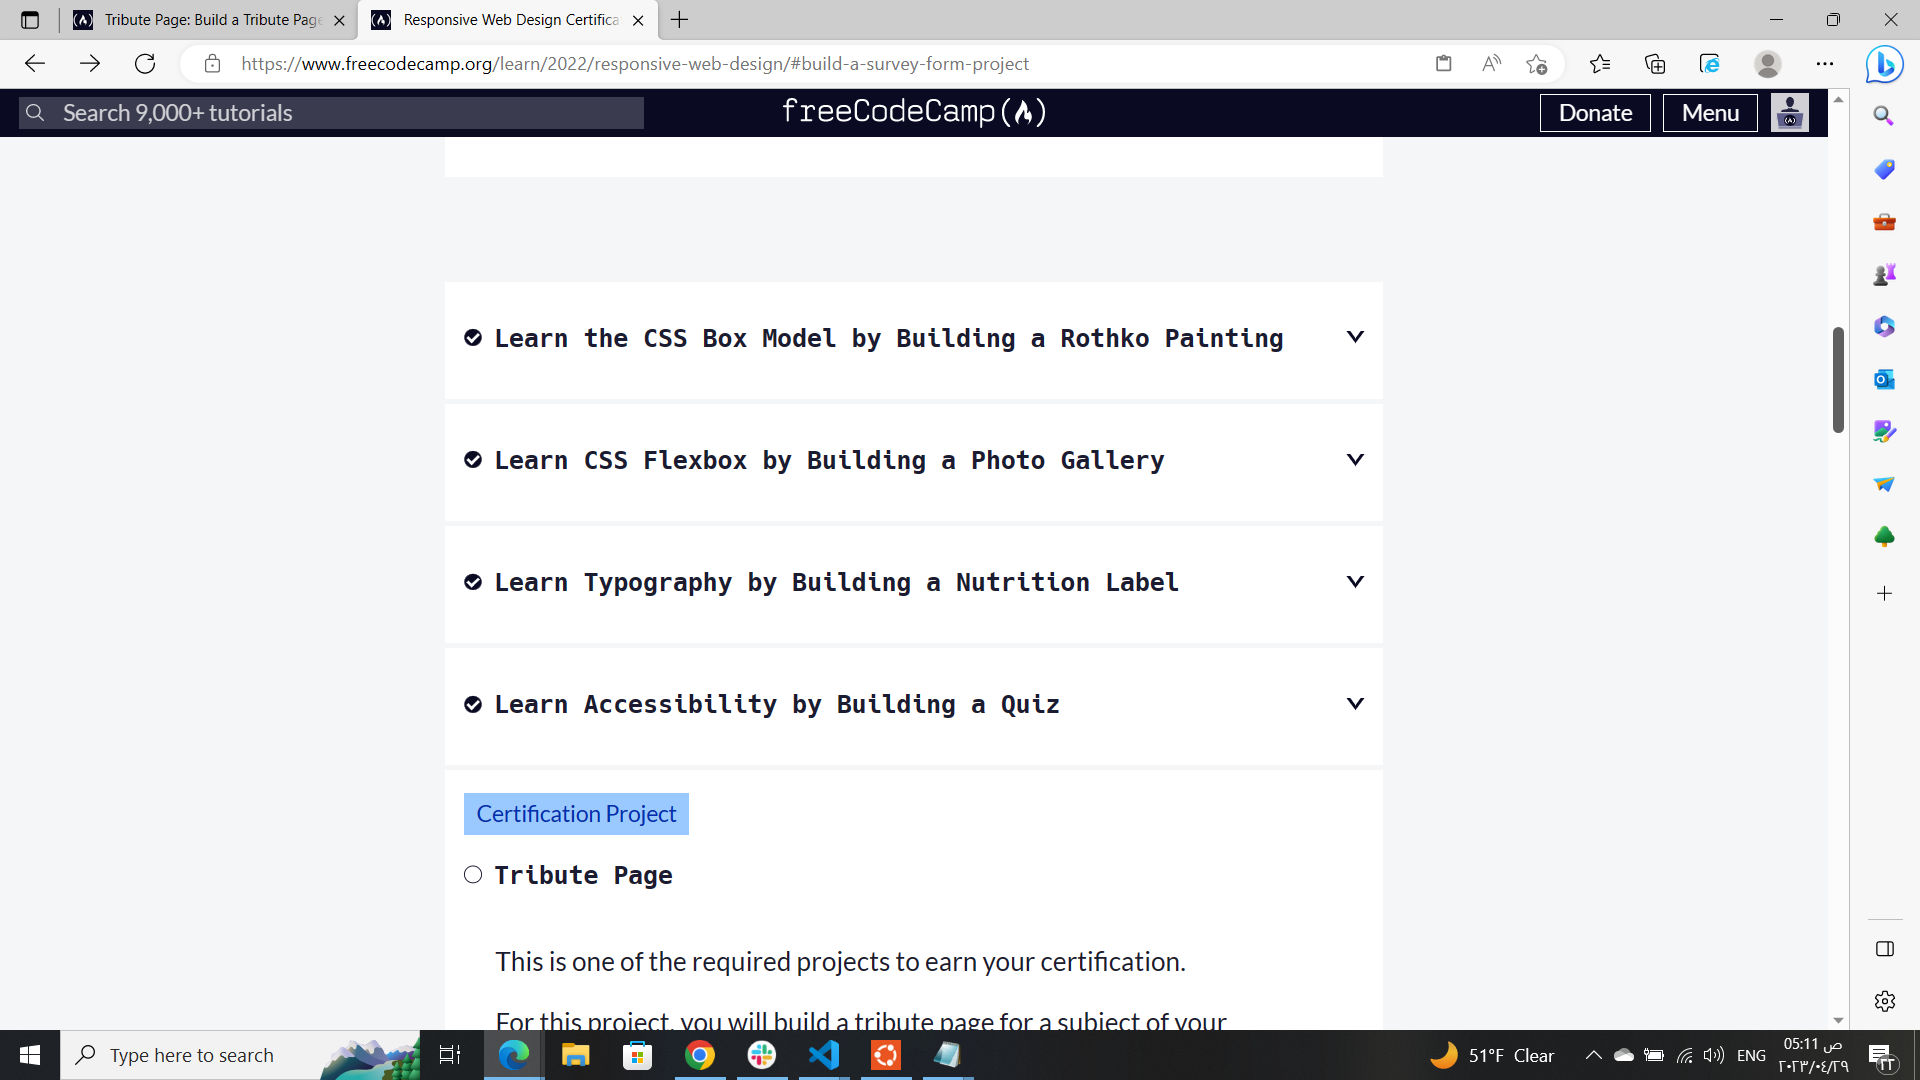 Tribute Page: Build a Tribute Page
Responsive Web Design Certifica
https://www.freecodecamp.org/learn/2022/responsive-web-design/#build-a-survey-form-project
Search 9,000+ tutorials
freeCodeCamp
Donate
Menu
Learn the CSS Box Model by Building a Rothko Painting
Learn CSS Flexbox by Building a Photo Gallery
Learn Typography by Building a Nutrition Label
Learn Accessibility by Building a Quiz
Certification Project
Tribute Page
This is one of the required projects to earn your certification.
For this project, you will build a tribute page for a subject of your
Type here to search
51°F Clear
ENG
05:11 ص
٢٠٢٣/٠٤/٢٩
٢٦